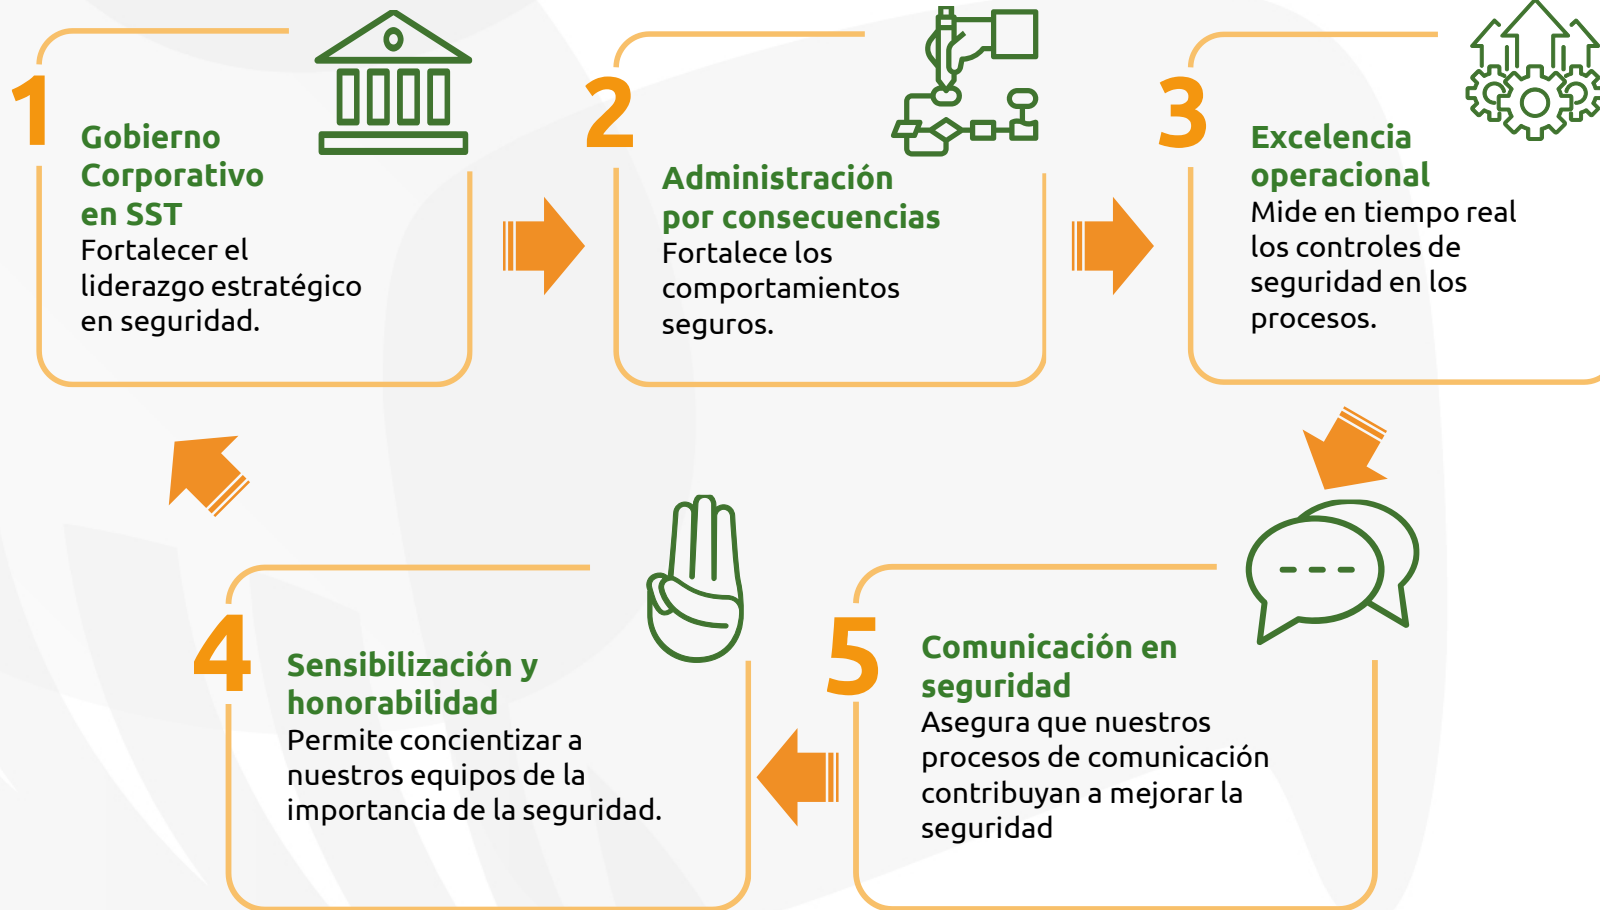 1
Gobierno
Corporativo
en SST
Fortalecer el
liderazgo estratégico
en seguridad.
2
Administración
por consecuencias
Fortalece los
comportamientos
seguros.
3
Excelencia
operacional
Mide en tiempo real
los controles de
seguridad en los
procesos.
4
Sensibilización y
honorabilidad
Permite concientizar a
nuestros equipos de la
importancia de la seguridad.
5
Comunicación en
seguridad
Asegura que nuestros
procesos de comunicación
contribuyan a mejorar la
seguridad